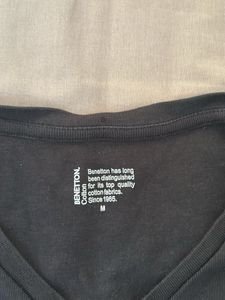 BENETTON.
Cotton
Benetton has long
been distinguished
for its top quality
cotton fabrics.
Since 1965.
M